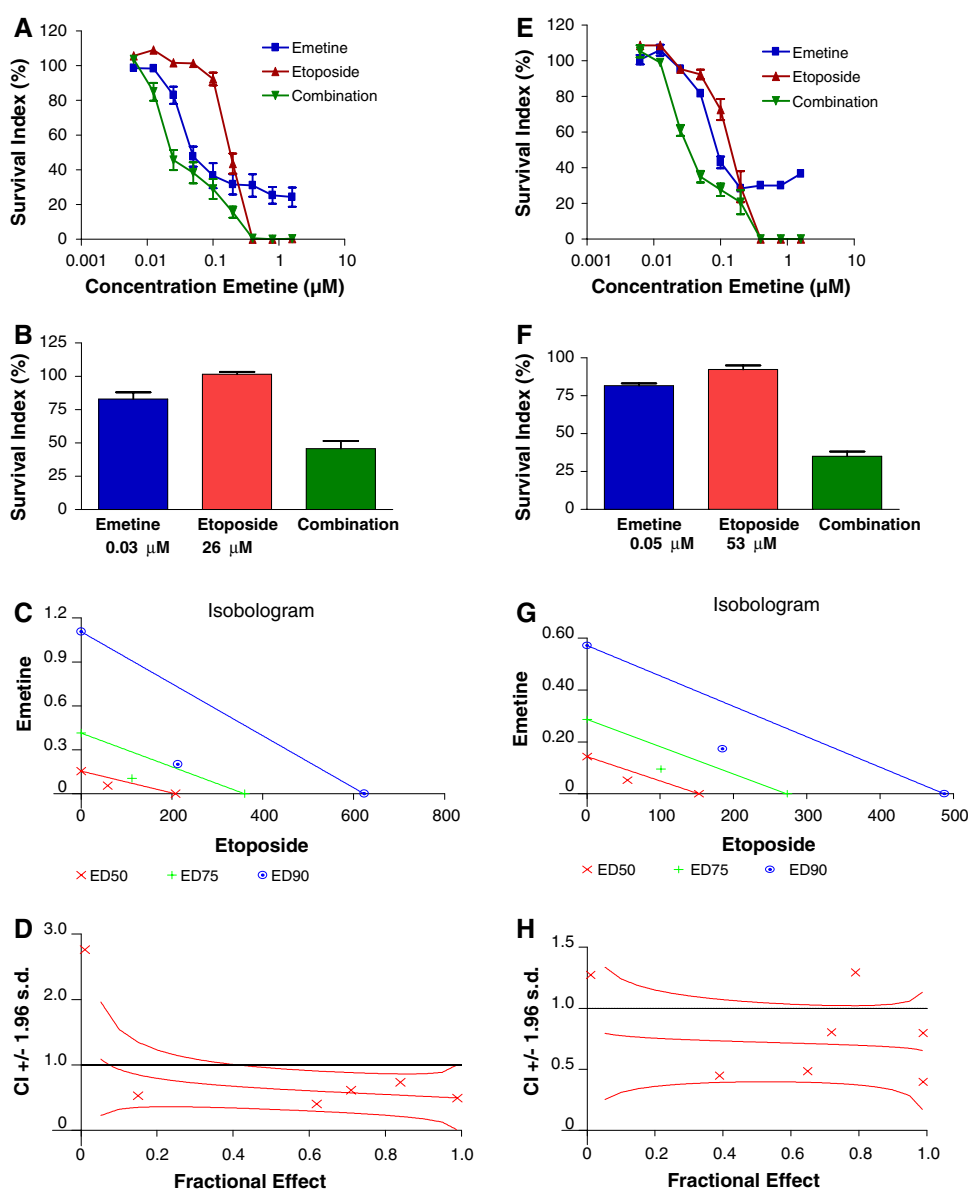 A
Survival Index (%)
120
100
80
60
40
20
0
0.001
0.01
0.1
1
10
Concentration Emetine (µM)
Emetine
Etoposide
Combination
E
Survival Index (%)
120
100
80
60
40
20
0
0.001
0.01
0.1
1
10
Concentration Emetine (µM)
Emetine
Etoposide
Combination
B
Survival Index (%)
125
100
75
50
25
0
Emetine Etoposide Combination
0.03 µM 26 µM
F
Survival Index (%)
100
75
50
25
0
Emetine Etoposide Combination
0.05 µM 53 µM
C
Isobologram
Emetine
1.2
0.9
0.6
0.3
0
0 200 400 600 800
Etoposide
ED50 ED75 ED90
G
Isobologram
Emetine
0.60
0.40
0.20
0
0 100 200 300 400 500
Etoposide
ED50 ED75 ED90
D
CI +/- 1.96 s.d.
3.0
2.0
1.0
0
0 0.2 0.4 0.6 0.8 1.0
Fractional Effect
H
CI +/- 1.96 s.d.
1.5
1.0
0.5
0
0 0.2 0.4 0.6 0.8 1.0
Fractional Effect